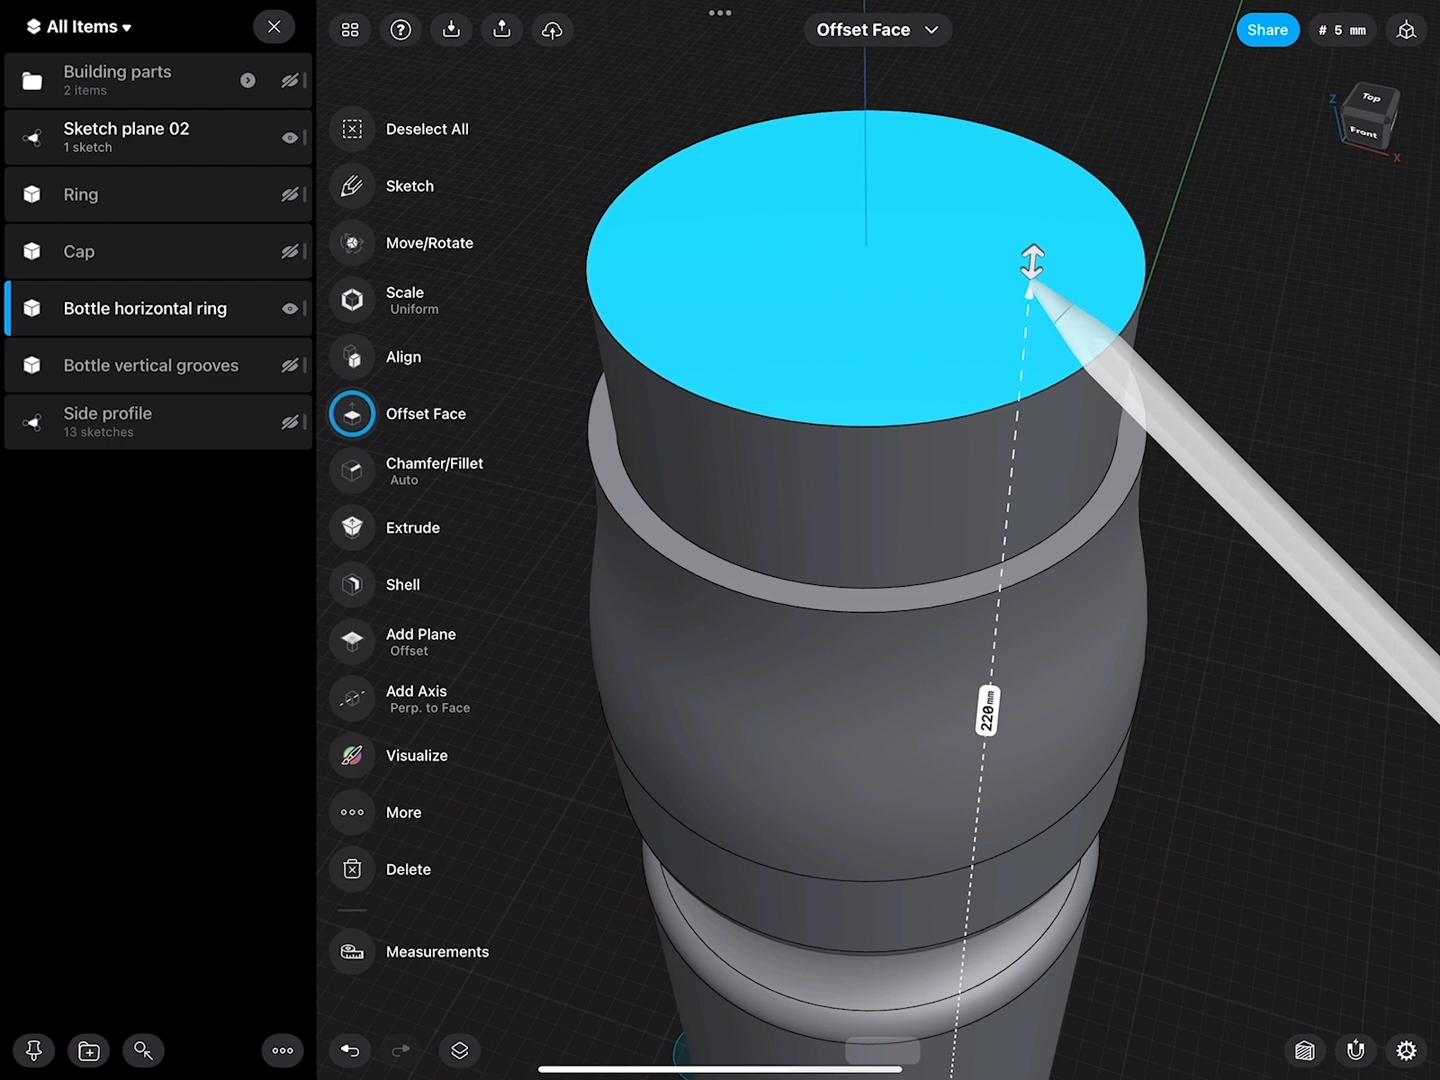 All Items
Building parts
2 items
Sketch plane 02
1 sketch
Ring
Cap
Bottle horizontal ring
Bottle vertical grooves
Side profile
13 sketches
Offset Face
Share
# 5 mm
Top
Front
Z
X
Deselect All
Sketch
Move/Rotate
Scale
Uniform
Align
Offset Face
Chamfer/Fillet
Auto
Extrude
Shell
Add Plane
Offset
Add Axis
Perp. to Face
Visualize
More
Delete
Measurements
220 mm